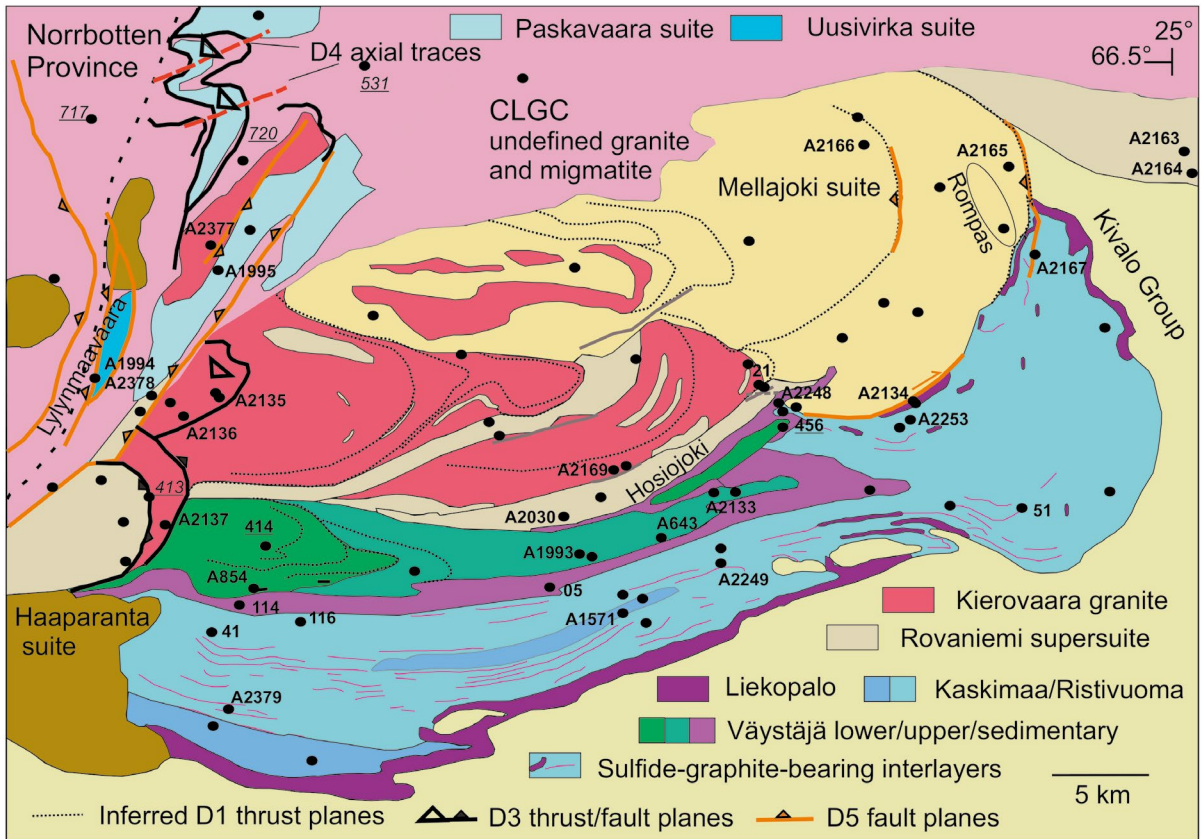 Norrbotten
Province
Paskavaara suite
Uusivirka suite
25°
66.5°
D4 axial traces
717
531
720
CLGC
undefined granite
and migmatite
A2163
A2164
A2166
A2165
Mellajoki suite
Rompas
Kivalo Group
A2167
A2377
A1995
Lylynmaavaara
A1994
A2378
A2135
A2136
21
A2248
456
A2134
A2253
413
A2137
A2169
Hosiojoki
A2030
A2133
51
414
A643
A1993
A854
A2249
114
05
116
A1571
41
Haaparanta
suite
A2379
Kierovaara granite
Rovaniemi supersuite
Liekopalo
Kaskimaa/Ristivuoma
Väystäjä lower/upper/sedimentary
Sulfide-graphite-bearing interlayers
5 km
Inferred D1 thrust planes
D3 thrust/fault planes
D5 fault planes